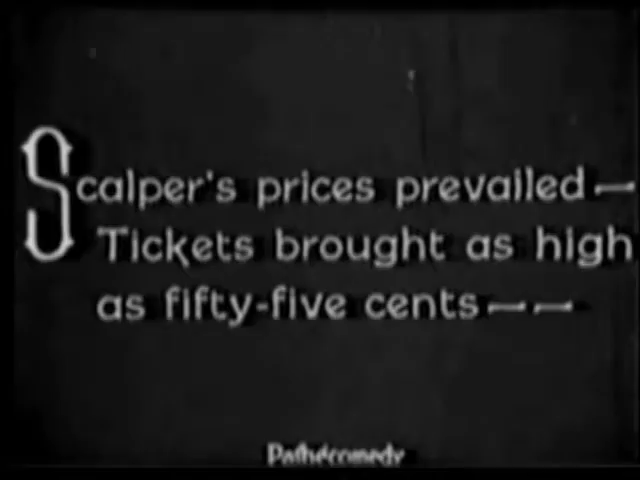 Scalper's prices prevailed—
Tickets brought as high
as fifty-five cents— —
Pathécomedy